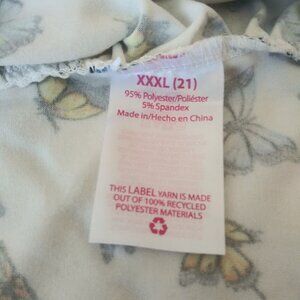 XXXL (21)
95% Polyester/Poliéster
5% Spandex
Made in/Hecho en China
THIS LABEL YARN IS MADE
OUT OF 100% RECYCLED
POLYESTER MATERIALS